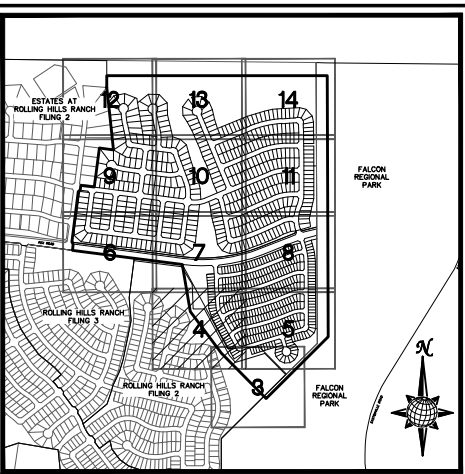 ESTATES AT
ROLLING HILLS RANCH
FILING 2
12
13
14
FALCON
REGIONAL
PARK
9
10
11
6
7
8
ROLLING HILLS RANCH
FILING 3
4
5
ROLLING HILLS RANCH
FILING 2
3
FALCON
REGIONAL
PARK
N